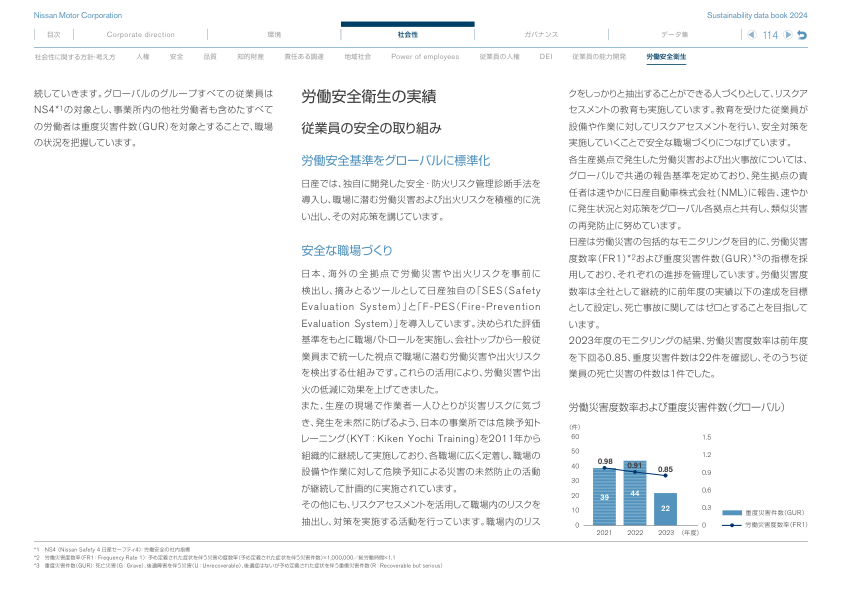 Nissan Motor Corporation
Sustainability data book 2024
目次
Corporate direction
環境
社会性
ガバナンス
データ集
114
社会性に関する方針・考え方
人権
安全
品質
知的財産
責任ある調達
地域社会
Power of employees
従業員の人権
DEI
従業員の能力開発
労働安全衛生
続していきます。グローバルのグループすべての従業員は
NS4*1の対象とし、事業所内の他社労働者も含めたすべて
の労働者は重度災害件数(GUR)を対象とすることで、職場
の状況を把握しています。
労働安全衛生の実績
従業員の安全の取り組み
労働安全基準をグローバルに標準化
日産では、独自に開発した安全・防火リスク管理診断手法を
導入し、職場に潜む労働災害および出火リスクを積極的に洗
い出し、その対応策を講じています。
安全な職場づくり
日本、海外の全拠点で労働災害や出火リスクを事前に
検出し、摘みとるツールとして日産独自の「SES(Safety
Evaluation System)」と「F-PES(Fire-Prevention
Evaluation System)」を導入しています。決められた評価
基準をもとに職場パトロールを実施し、会社トップから一般従
業員まで統一した視点で職場に潜む労働災害や出火リスク
を検出する仕組みです。これらの活用により、労働災害や出
火の低減に効果を上げてきました。
また、生産の現場で作業者一人ひとりが災害リスクに気づ
き、発生を未然に防げるよう、日本の事業所では危険予知ト
レーニング(KYT:Kiken Yochi Training)を2011年から
組織的に継続して実施しており、各職場に広く定着し、職場の
設備や作業に対して危険予知による災害の未然防止の活動
が継続して計画的に実施されています。
その他にも、リスクアセスメントを活用して職場内のリスクを
抽出し、対策を実施する活動を行っています。職場内のリス
クをしっかりと抽出することができる人づくりとして、リスクア
セスメントの教育も実施しています。教育を受けた従業員が
設備や作業に対してリスクアセスメントを行い、安全対策を
実施していくことで安全な職場づくりにつなげています。
各生産拠点で発生した労働災害および出火事故については、
グローバルで共通の報告基準を定めており、発生拠点の責
任者は速やかに日産自動車株式会社(NML)に報告、速やか
に発生状況と対応策をグローバル各拠点と共有し、類似災害
の再発防止に努めています。
日産は労働災害の包括的なモニタリングを目的に、労働災害
度数率(FR1)*2および重度災害件数(GUR)*3の指標を採
用しており、それぞれの進捗を管理しています。労働災害度
数率は全社として継続的に前年度の実績以下の達成を目標
として設定し、死亡事故に関してはゼロとすることを目指して
います。
2023年度のモニタリングの結果、労働災害度数率は前年度
を下回る0.85、重度災害件数は22件を確認し、そのうち従
業員の死亡災害の件数は1件でした。
労働災害度数率および重度災害件数(グローバル)
(件)
60
50
40
30
20
10
0
1.5
1.2
0.9
0.6
0.3
0
0.98
0.91
0.85
39
44
22
2021
2022
2023
(年度)
重度災害件数(GUR)
労働災害度数率(FR1)
*1 NS4(Nissan Safety 4 日産セーフティ4):労働安全の社内指標
*2 労働災害度数率(FR1:Frequency Rate 1):予め定義された症状を伴う災害の度数率(予め定義された症状を伴う災害件数)×1,000,000/総労働時間×1.1
*3 重度災害件数(GUR):死亡災害(G:Grave)、後遺障害を伴う災害(U:Unrecoverable)、後遺症はないが予め定義された症状を伴う重傷災害件数(R:Recoverable but serious)